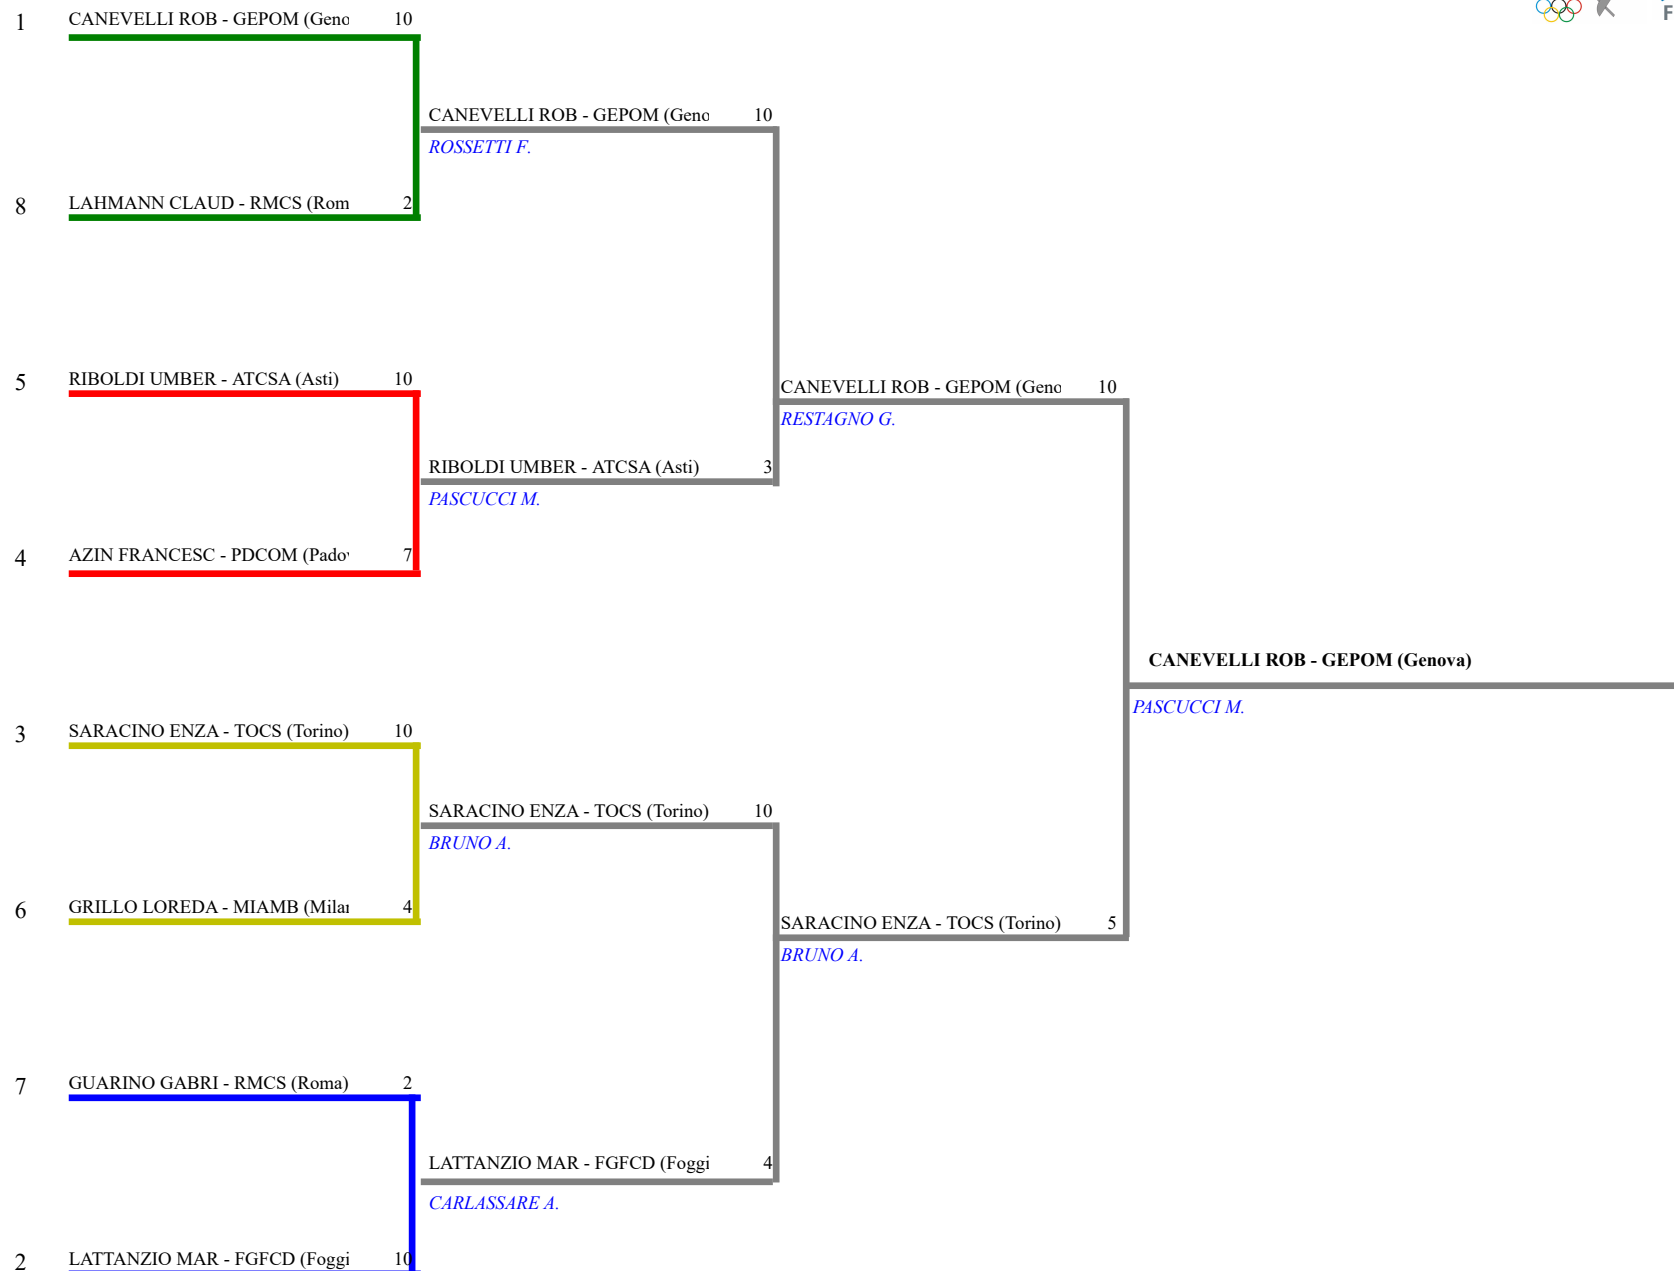 F
1 CANEVELLI ROB - GEPOM (Geno 10
CANEVELLI ROB - GEPOM (Geno 10
ROSSETTI F.
8 LAHMANN CLAUD - RMCS (Rom 2
5 RIBOLDI UMBER - ATCSA (Asti) 10
CANEVELLI ROB - GEPOM (Geno 10
RESTAGNO G.
RIBOLDI UMBER - ATCSA (Asti) 3
PASCUCCI M.
4 AZIN FRANCESC - PDCOM (Pado 7
CANEVELLI ROB - GEPOM (Genova)
PASCUCCI M.
3 SARACINO ENZA - TOCS (Torino) 10
SARACINO ENZA - TOCS (Torino) 10
BRUNO A.
6 GRILLO LOREDA - MIAMB (Mila 4
SARACINO ENZA - TOCS (Torino) 5
BRUNO A.
7 GUARINO GABRI - RMCS (Roma) 2
LATTANZIO MAR - FGFCD (Foggi 4
CARLASSARE A.
2 LATTANZIO MAR - FGFCD (Foggi 10